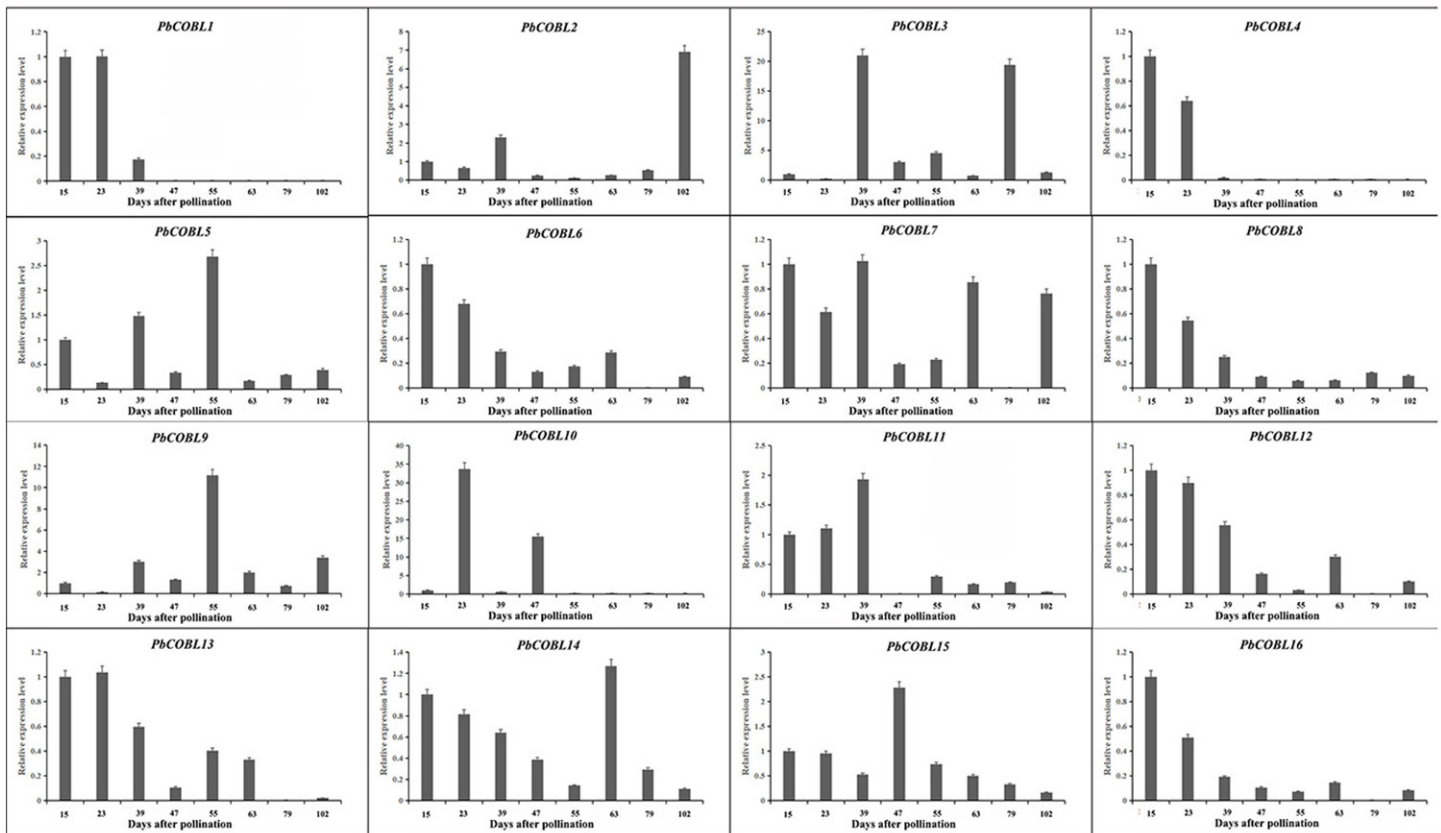 PbCOBL1
Relative expression level
1.2
1
0.8
0.6
0.4
0.2
0
15 23 39 47 55 63 79 102
Days after pollination
PbCOBL2
Relative expression level
8
7
6
5
4
3
2
1
0
15 23 39 47 55 63 79 102
Days after pollination
PbCOBL3
Relative expression level
25
20
15
10
5
0
15 23 39 47 55 63 79 102
Days after pollination
PbCOBL4
Relative expression level
1.2
1
0.8
0.6
0.4
0.2
0
15 23 39 47 55 63 79 102
Days after pollination
PbCOBL5
Relative expression level
3
2.5
2
1.5
1
0.5
0
15 23 39 47 55 63 79 102
Days after pollination
PbCOBL6
Relative expression level
1.2
1
0.8
0.6
0.4
0.2
0
15 23 39 47 55 63 79 102
Days after pollination
PbCOBL7
Relative expression level
1.2
1
0.8
0.6
0.4
0.2
0
15 23 39 47 55 63 79 102
Days after pollination
PbCOBL8
Relative expression level
1.2
1
0.8
0.6
0.4
0.2
0
15 23 39 47 55 63 79 102
Days after pollination
PbCOBL9
Relative expression level
14
12
10
8
6
4
2
0
15 23 39 47 55 63 79 102
Days after pollination
PbCOBL10
Relative expression level
40
35
30
25
20
15
10
5
0
15 23 39 47 55 63 79 102
Days after pollination
PbCOBL11
Relative expression level
2.5
2
1.5
1
0.5
0
15 23 39 47 55 63 79 102
Days after pollination
PbCOBL12
Relative expression level
1.2
1
0.8
0.6
0.4
0.2
0
15 23 39 47 55 63 79 102
Days after pollination
PbCOBL13
Relative expression level
1.2
1
0.8
0.6
0.4
0.2
0
15 23 39 47 55 63 79 102
Days after pollination
PbCOBL14
Relative expression level
1.4
1.2
1
0.8
0.6
0.4
0.2
0
15 23 39 47 55 63 79 102
Days after pollination
PbCOBL15
Relative expression level
3
2.5
2
1.5
1
0.5
0
15 23 39 47 55 63 79 102
Days after pollination
PbCOBL16
Relative expression level
1.2
1
0.8
0.6
0.4
0.2
0
15 23 39 47 55 63 79 102
Days after pollination